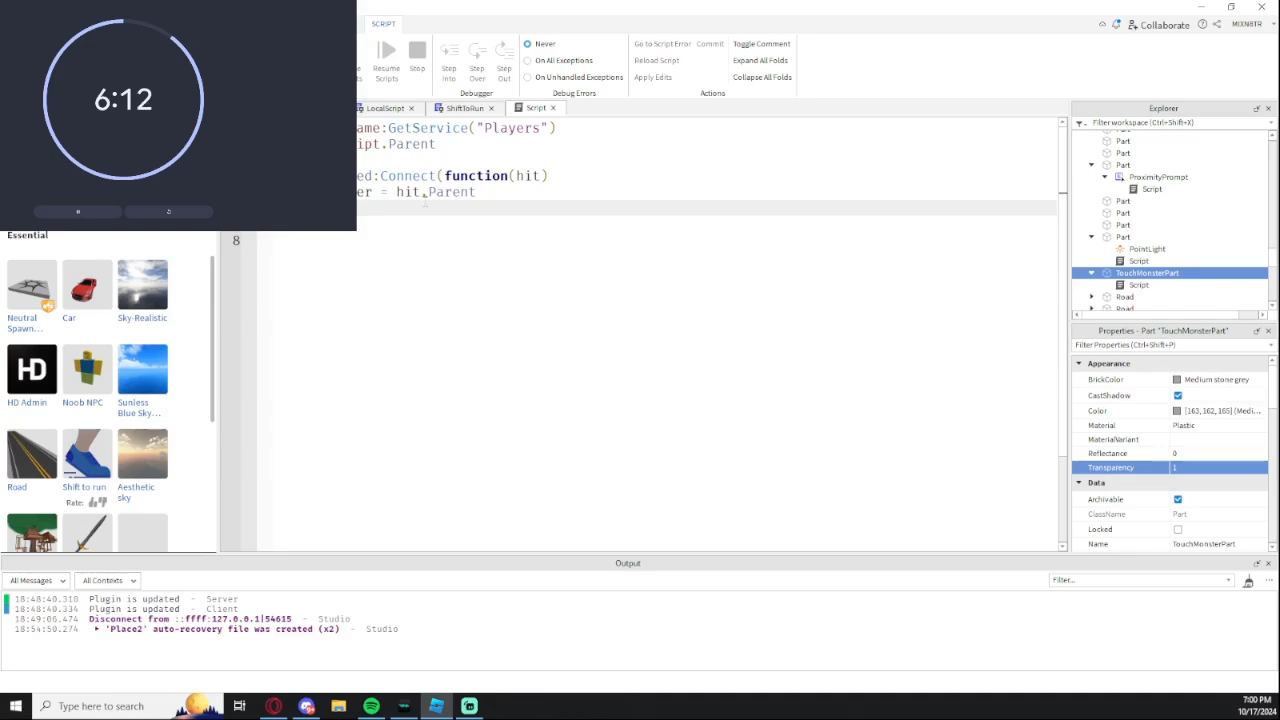 6:12
SCRIPT
Collaborate
MIXN8TR
Resume Scripts
Stop
Step Into
Step Over
Step Out
Debugger
Never
On All Exceptions
On Unhandled Exceptions
Debug Errors
Go to Script Error
Commit
Reload Script
Apply Edits
Toggle Comment
Expand All Folds
Collapse All Folds
Actions
LocalScript
ShiftToRun
Script
ame:GetService("Players")
ipt.Parent
ed:Connect(function(hit)
er = hit.Parent
8
Essential
Neutral Spawn...
Car
Sky-Realistic
HD
HD Admin
Noob NPC
Sunless Blue Sky...
Road
Shift to run
Aesthetic sky
Rate:
Explorer
Filter workspace (Ctrl+Shift+X)
Part
Part
Part
Part
ProximityPrompt
Script
Part
Part
Part
Part
PointLight
Script
TouchMonsterPart
Script
Road
Road
Properties - Part "TouchMonsterPart"
Filter Properties (Ctrl+Shift+P)
Appearance
BrickColor Medium stone grey
CastShadow
Color [163, 162, 165] (Medi...
Material Plastic
MaterialVariant
Reflectance 0
Transparency 1
Data
Archivable
ClassName Part
Locked
Name TouchMonsterPart
Output
All Messages
All Contexts
Filter...
18:48:40.310 Plugin is updated - Server
18:48:40.334 Plugin is updated - Client
18:49:06.474 Disconnect from ::ffff:127.0.0.1|54615 - Studio
18:54:50.274 'Place2' auto-recovery file was created (x2) - Studio
Type here to search
7:00 PM
10/17/2024